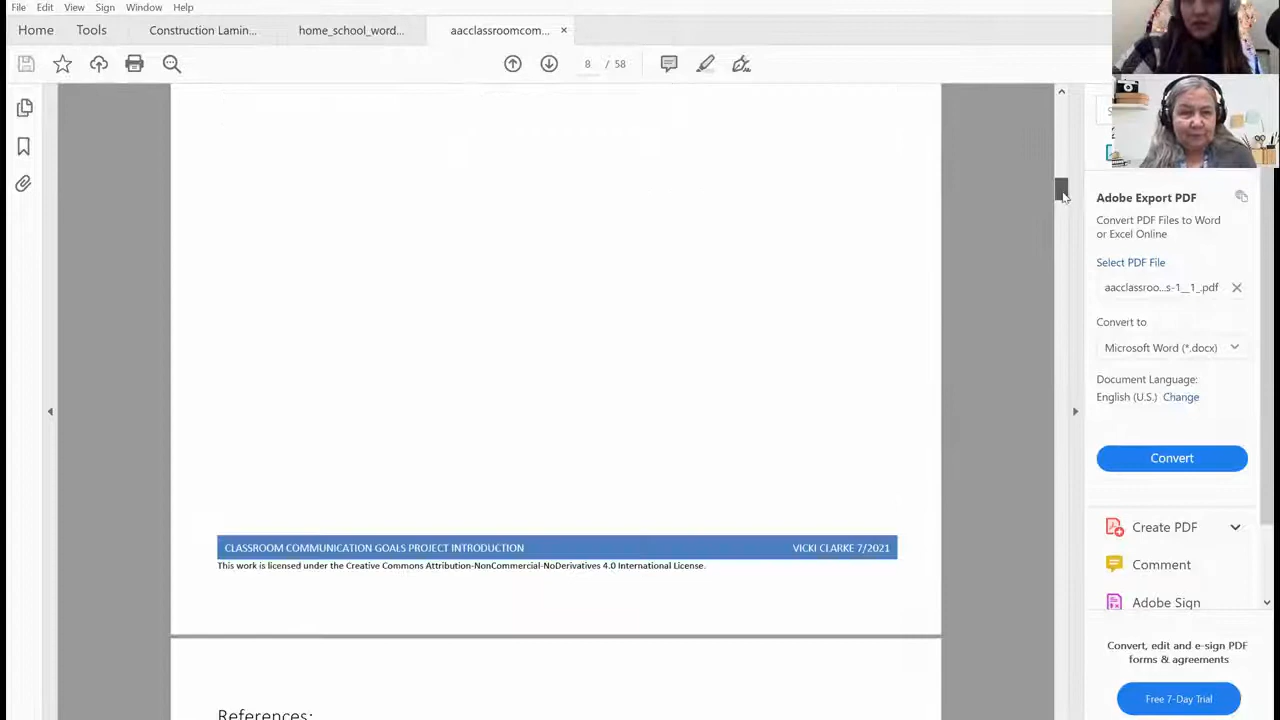 File Edit View Sign Window Help
Home Tools Construction Lamin... home_school_word... aacclassroomcom... ×
8 / 58
Adobe Export PDF
Convert PDF Files to Word
or Excel Online
Select PDF File
aacclassroo...s-1__1_.pdf
Convert to
Microsoft Word (*.docx)
Document Language:
English (U.S.) Change
Convert
CLASSROOM COMMUNICATION GOALS PROJECT INTRODUCTION VICKI CLARKE 7/2021
This work is licensed under the Creative Commons Attribution-NonCommercial-NoDerivatives 4.0 International License.
Create PDF
Comment
Adobe Sign
Convert, edit and e-sign PDF
forms & agreements
Free 7-Day Trial
References: